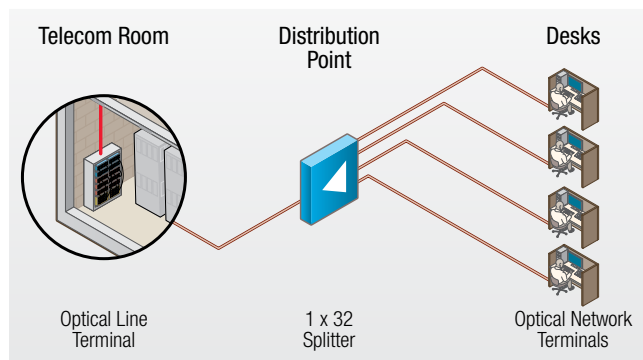 Telecom Room
Distribution
Point
Desks
Optical Line
Terminal
1 x 32
Splitter
Optical Network
Terminals